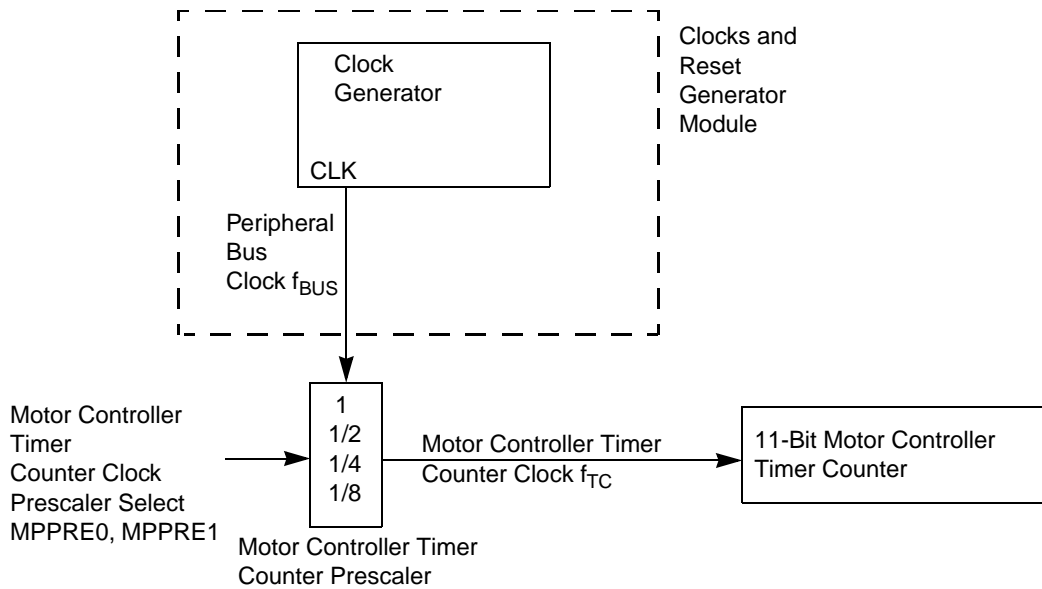 Clock
Generator
CLK
Clocks and
Reset
Generator
Module
Peripheral
Bus
Clock fBUS
Motor Controller
Timer
Counter Clock
Prescaler Select
MPPRE0, MPPRE1
1
1/2
1/4
1/8
Motor Controller Timer
Counter Prescaler
Motor Controller Timer
Counter Clock fTC
11-Bit Motor Controller
Timer Counter